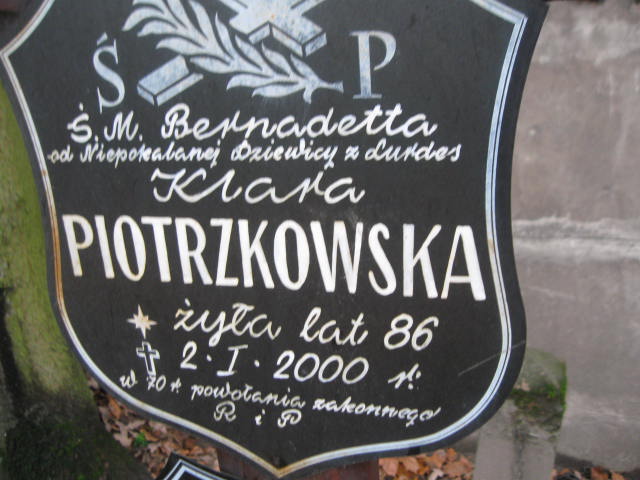 Ś P
Ś. M. Bernadetta
od Niepokalanej Dziewicy z Lurdes
Klara
PIOTRZKOWSKA
żyła lat 86
2·I·2000 r.
w 70 r. powołania zakonnego
R i P